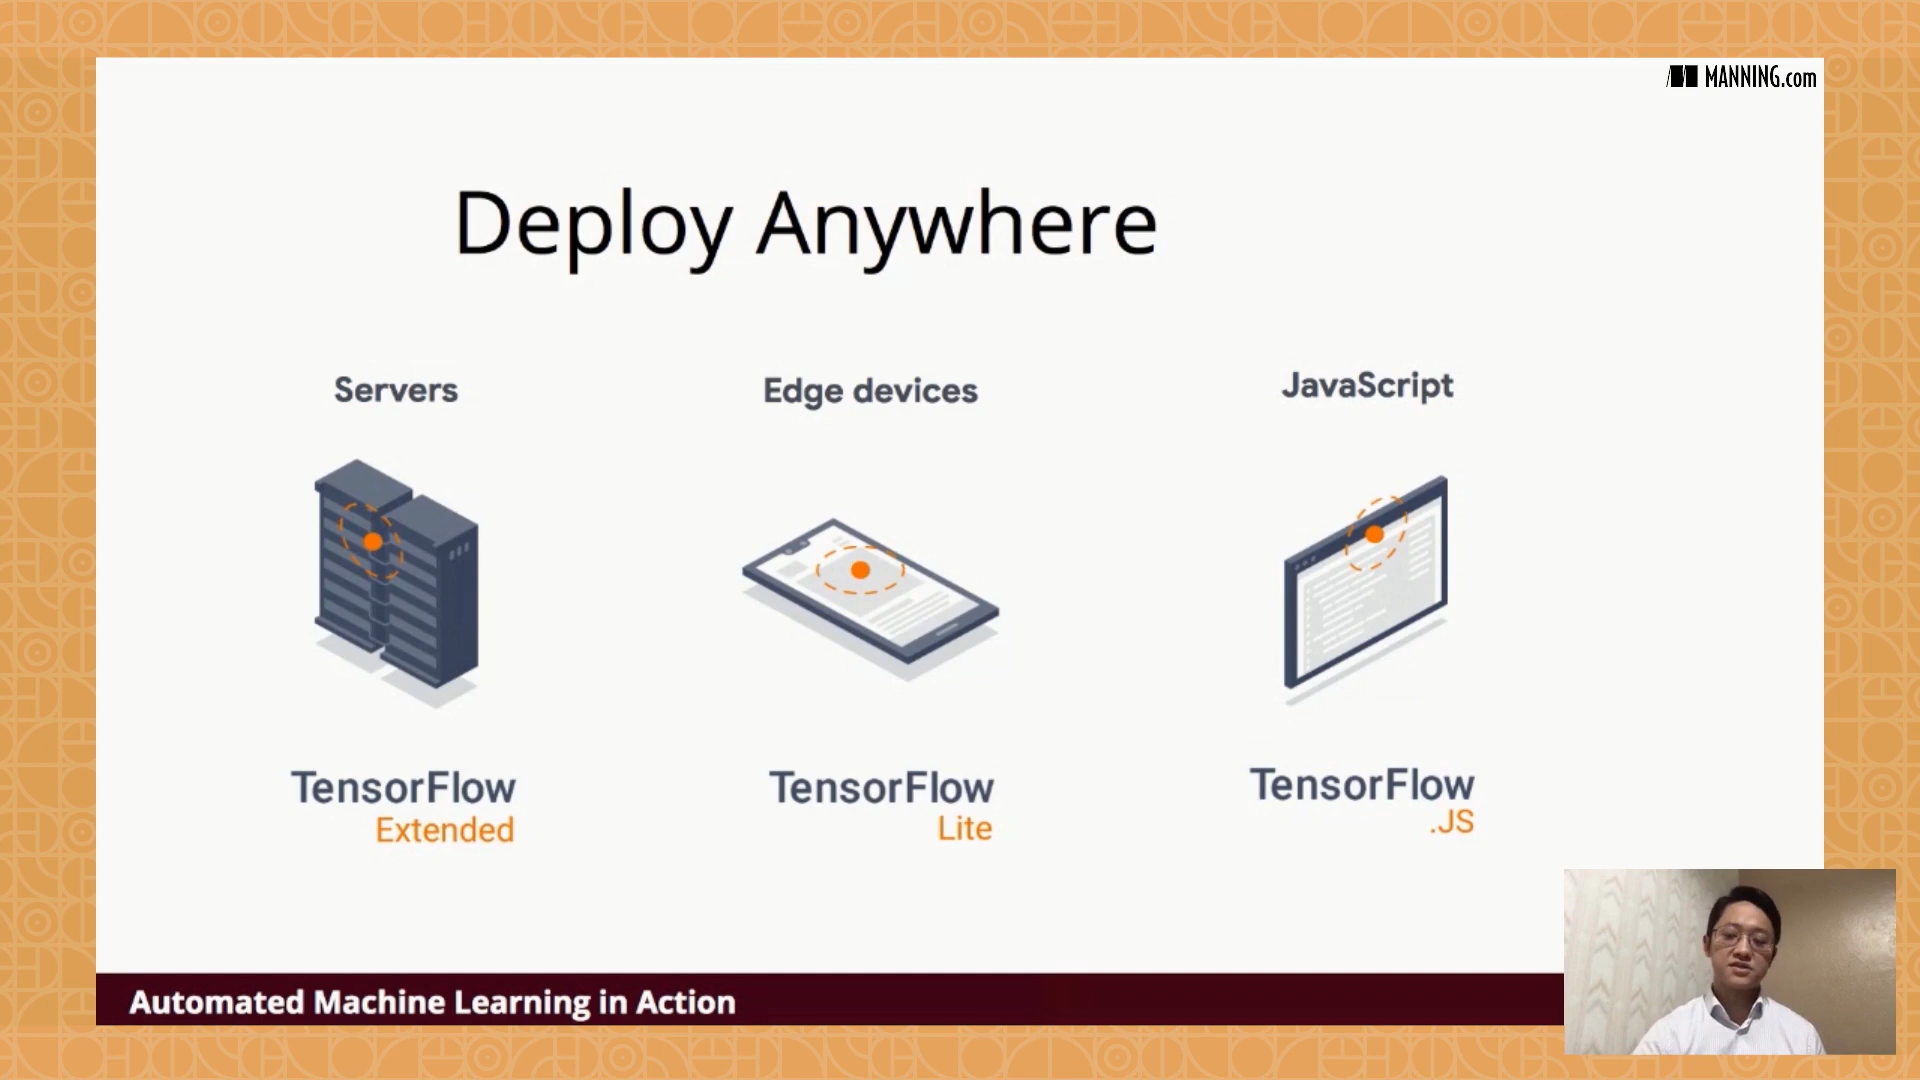 MANNING.com
Deploy Anywhere
Servers
Edge devices
JavaScript
TensorFlow
Extended
TensorFlow
Lite
TensorFlow
.JS
Automated Machine Learning in Action